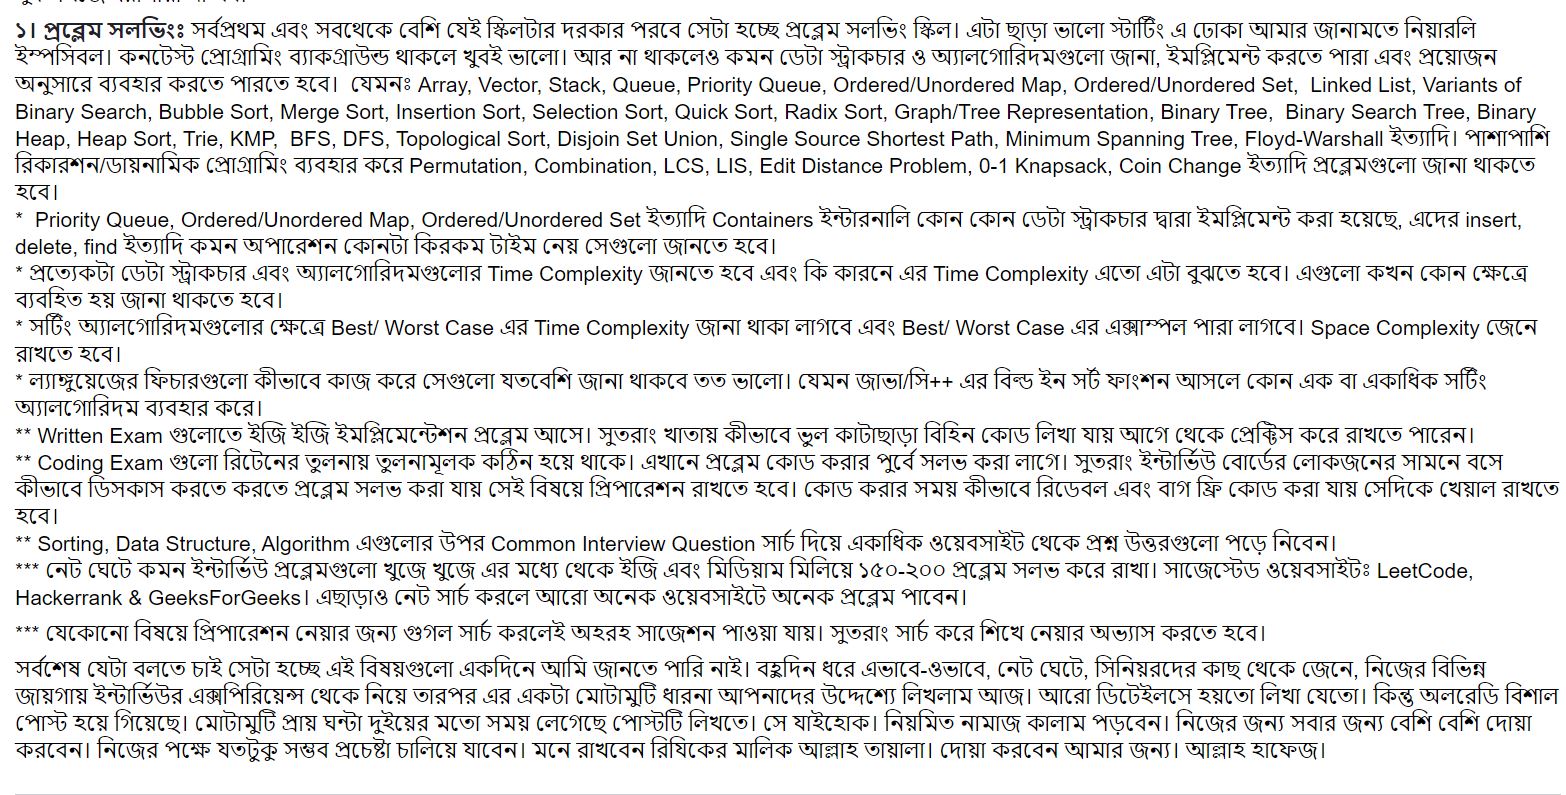 ১। প্রব্লেম সলভিংঃ সর্বপ্রথম এবং সবথেকে বেশি যেই স্কিলটার দরকার পরবে সেটা হচ্ছে প্রব্লেম সলভিং স্কিল। এটা ছাড়া ভালো স্টার্টিং এ ঢোকা আমার জানামতে নিয়ারলি
ইম্পসিবল। কনটেস্ট প্রোগ্রামিং ব্যাকগ্রাউন্ড থাকলে খুবই ভালো। আর না থাকলেও কমন ডেটা স্ট্রাকচার ও অ্যালগোরিদমগুলো জানা, ইমপ্লিমেন্ট করতে পারা এবং প্রয়োজন
অনুসারে ব্যবহার করতে পারতে হবে।  যেমনঃ Array, Vector, Stack, Queue, Priority Queue, Ordered/Unordered Map, Ordered/Unordered Set,  Linked List, Variants of
Binary Search, Bubble Sort, Merge Sort, Insertion Sort, Selection Sort, Quick Sort, Radix Sort, Graph/Tree Representation, Binary Tree,  Binary Search Tree, Binary
Heap, Heap Sort, Trie, KMP,  BFS, DFS, Topological Sort, Disjoin Set Union, Single Source Shortest Path, Minimum Spanning Tree, Floyd-Warshall ইত্যাদি। পাশাপাশি
রিকারশন/ডায়নামিক প্রোগ্রামিং ব্যবহার করে Permutation, Combination, LCS, LIS, Edit Distance Problem, 0-1 Knapsack, Coin Change ইত্যাদি প্রব্লেমগুলো জানা থাকতে
হবে।
*  Priority Queue, Ordered/Unordered Map, Ordered/Unordered Set ইত্যাদি Containers ইন্টারনালি কোন কোন ডেটা স্ট্রাকচার দ্বারা ইমপ্লিমেন্ট করা হয়েছে, এদের insert,
delete, find ইত্যাদি কমন অপারেশন কোনটা কিরকম টাইম নেয় সেগুলো জানতে হবে।
* প্রত্যেকটা ডেটা স্ট্রাকচার এবং অ্যালগোরিদমগুলোর Time Complexity জানতে হবে এবং কি কারনে এর Time Complexity এতো এটা বুঝতে হবে। এগুলো কখন কোন ক্ষেত্রে
ব্যবহিত হয় জানা থাকতে হবে।
* সর্টিং অ্যালগোরিদমগুলোর ক্ষেত্রে Best/ Worst Case এর Time Complexity জানা থাকা লাগবে এবং Best/ Worst Case এর এক্সাম্পল পারা লাগবে। Space Complexity জেনে
রাখতে হবে।
* ল্যাঙ্গুয়েজের ফিচারগুলো কীভাবে কাজ করে সেগুলো যতবেশি জানা থাকবে তত ভালো। যেমন জাভা/সি++ এর বিল্ড ইন সর্ট ফাংশন আসলে কোন এক বা একাধিক সর্টিং
অ্যালগোরিদম ব্যবহার করে।
** Written Exam গুলোতে ইজি ইজি ইমপ্লিমেন্টেশন প্রব্লেম আসে। সুতরাং খাতায় কীভাবে ভুল কাটাছাড়া বিহিন কোড লিখা যায় আগে থেকে প্রেক্টিস করে রাখতে পারেন।
** Coding Exam গুলো রিটেনের তুলনায় তুলনামূলক কঠিন হয়ে থাকে। এখানে প্রব্লেম কোড করার পুর্বে সলভ করা লাগে। সুতরাং ইন্টার্ভিউ বোর্ডের লোকজনের সামনে বসে
কীভাবে ডিসকাস করতে করতে প্রব্লেম সলভ করা যায় সেই বিষয়ে প্রিপারেশন রাখতে হবে। কোড করার সময় কীভাবে রিডেবল এবং বাগ ফ্রি কোড করা যায় সেদিকে খেয়াল রাখতে
হবে।
** Sorting, Data Structure, Algorithm এগুলোর উপর Common Interview Question সার্চ দিয়ে একাধিক ওয়েবসাইট থেকে প্রশ্ন উত্তরগুলো পড়ে নিবেন।
*** নেট ঘেটে কমন ইন্টার্ভিউ প্রব্লেমগুলো খুজে খুজে এর মধ্যে থেকে ইজি এবং মিডিয়াম মিলিয়ে ১৫০-২০০ প্রব্লেম সলভ করে রাখা। সাজেস্টেড ওয়েবসাইটঃ LeetCode,
Hackerrank & GeeksForGeeks। এছাড়াও নেট সার্চ করলে আরো অনেক ওয়েবসাইটে অনেক প্রব্লেম পাবেন।
*** যেকোনো বিষয়ে প্রিপারেশন নেয়ার জন্য গুগল সার্চ করলেই অহরহ সাজেশন পাওয়া যায়। সুতরাং সার্চ করে শিখে নেয়ার অভ্যাস করতে হবে।
সর্বশেষ যেটা বলতে চাই সেটা হচ্ছে এই বিষয়গুলো একদিনে আমি জানতে পারি নাই। বহুদিন ধরে এভাবে-ওভাবে, নেট ঘেটে, সিনিয়রদের কাছ থেকে জেনে, নিজের বিভিন্ন
জায়গায় ইন্টার্ভিউর এক্সপিরিয়েন্স থেকে নিয়ে তারপর এর একটা মোটামুটি ধারনা আপনাদের উদ্দেশ্যে লিখলাম আজ। আরো ডিটেইলসে হয়তো লিখা যেতো। কিন্তু অলরেডি বিশাল
পোস্ট হয়ে গিয়েছে। মোটামুটি প্রায় ঘন্টা দুইয়ের মতো সময় লেগেছে পোস্টটি লিখতে। সে যাইহোক। নিয়মিত নামাজ কালাম পড়বেন। নিজের জন্য সবার জন্য বেশি বেশি দোয়া
করবেন। নিজের পক্ষে যতটুকু সম্ভব প্রচেষ্টা চালিয়ে যাবেন। মনে রাখবেন রিযিকের মালিক আল্লাহ তায়ালা। দোয়া করবেন আমার জন্য। আল্লাহ হাফেজ।